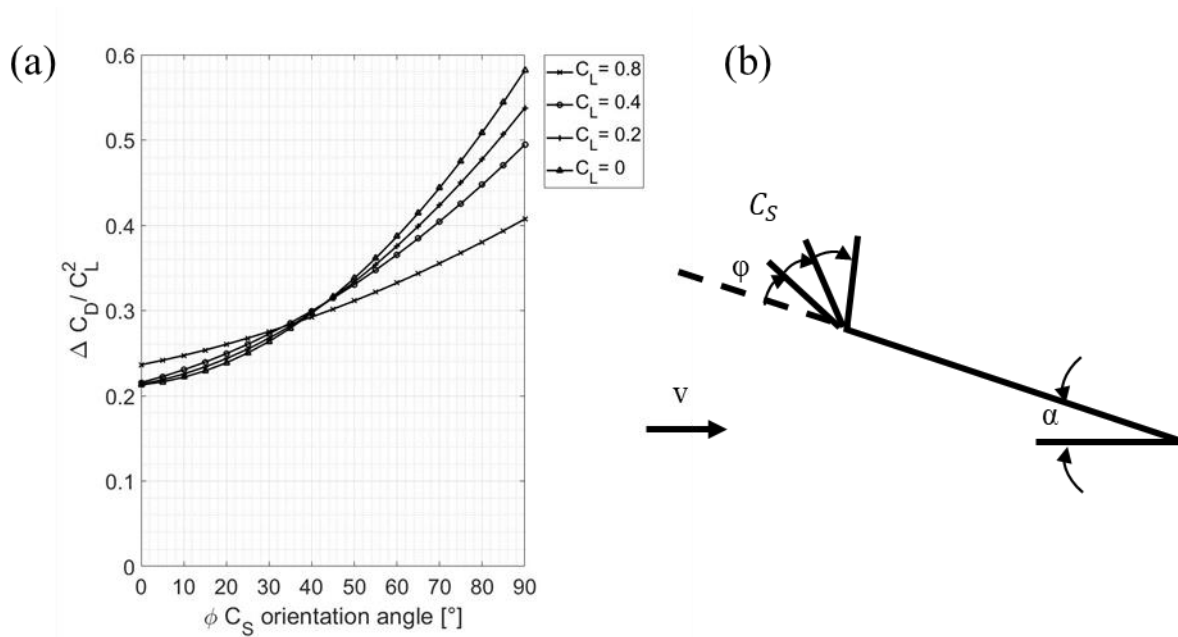 (a)
0.6
0.5
0.4
0.3
0.2
0.1
0
Δ C_D / C_L^2
0 10 20 30 40 50 60 70 80 90
ϕ C_S orientation angle [°]
C_L = 0.8
C_L = 0.4
C_L = 0.2
C_L = 0
(b)
C_S
φ
v
α